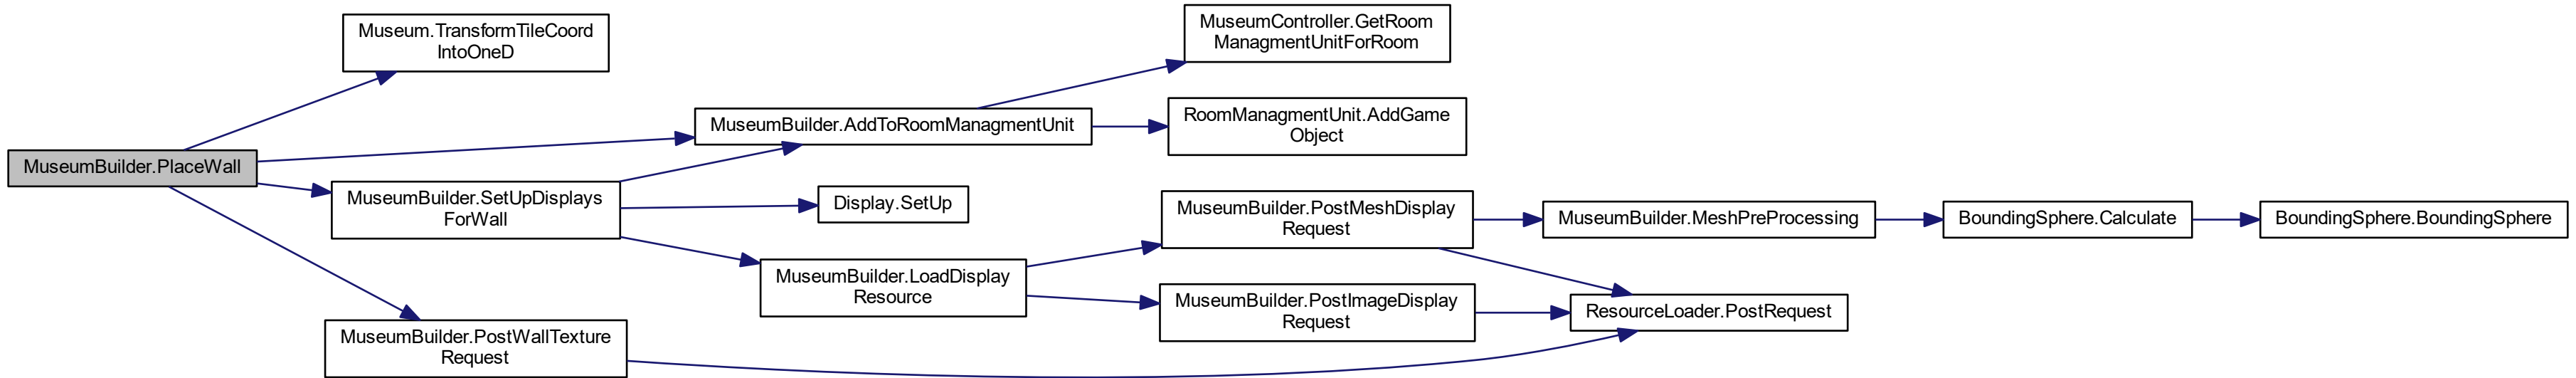 MuseumBuilder.PlaceWall
Museum.TransformTileCoord
IntoOneD
MuseumBuilder.AddToRoomManagmentUnit
MuseumController.GetRoom
ManagmentUnitForRoom
RoomManagmentUnit.AddGame
Object
MuseumBuilder.SetUpDisplays
ForWall
Display.SetUp
MuseumBuilder.LoadDisplay
Resource
MuseumBuilder.PostMeshDisplay
Request
MuseumBuilder.MeshPreProcessing
BoundingSphere.Calculate
BoundingSphere.BoundingSphere
MuseumBuilder.PostImageDisplay
Request
ResourceLoader.PostRequest
MuseumBuilder.PostWallTexture
Request